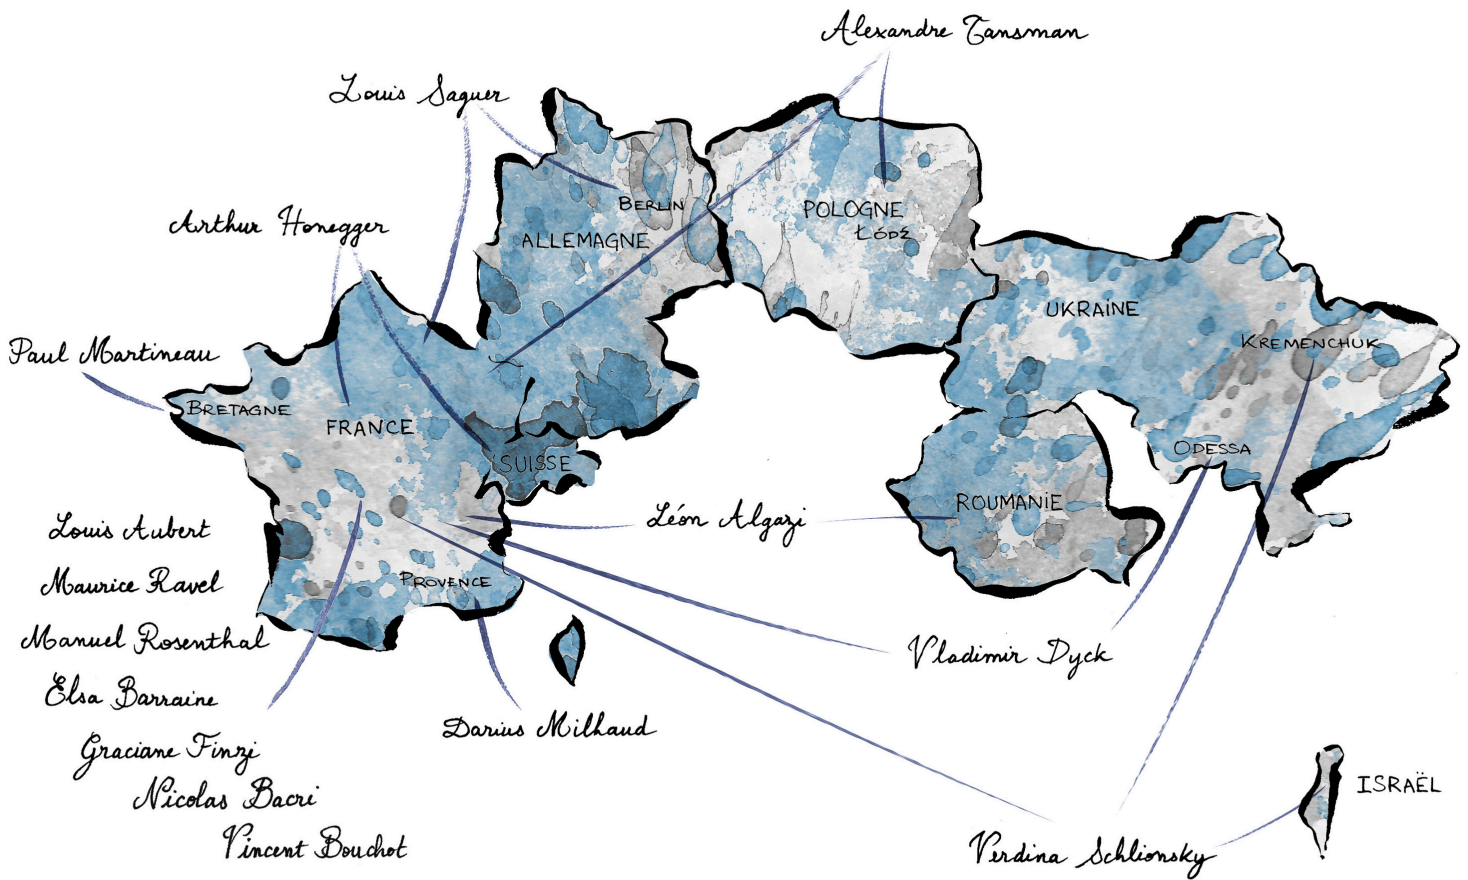 Alexandre Tansman
Louis Saguer
BERLIN
POLOGNE
ŁÓDŹ
Arthur Honegger
ALLEMAGNE
UKRAINE
KREMENCHUK
Paul Martineau
BRETAGNE
FRANCE
ODESSA
SUISSE
ROUMANIE
Louis Aubert
Léon Algazi
Maurice Ravel
PROVENCE
Manuel Rosenthal
Vladimir Dyck
Elsa Barraine
Darius Milhaud
Graciane Finzi
ISRAËL
Nicolas Bacri
Vincent Bouchot
Verdina Schlionsky